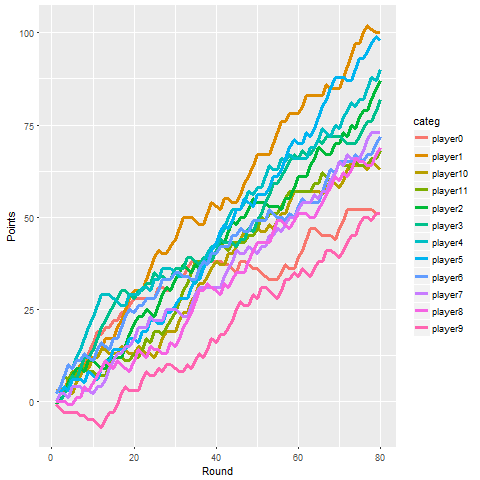 100
75
50
25
0
Points
0
20
40
60
80
Round
categ
player0
player1
player10
player11
player2
player3
player4
player5
player6
player7
player8
player9